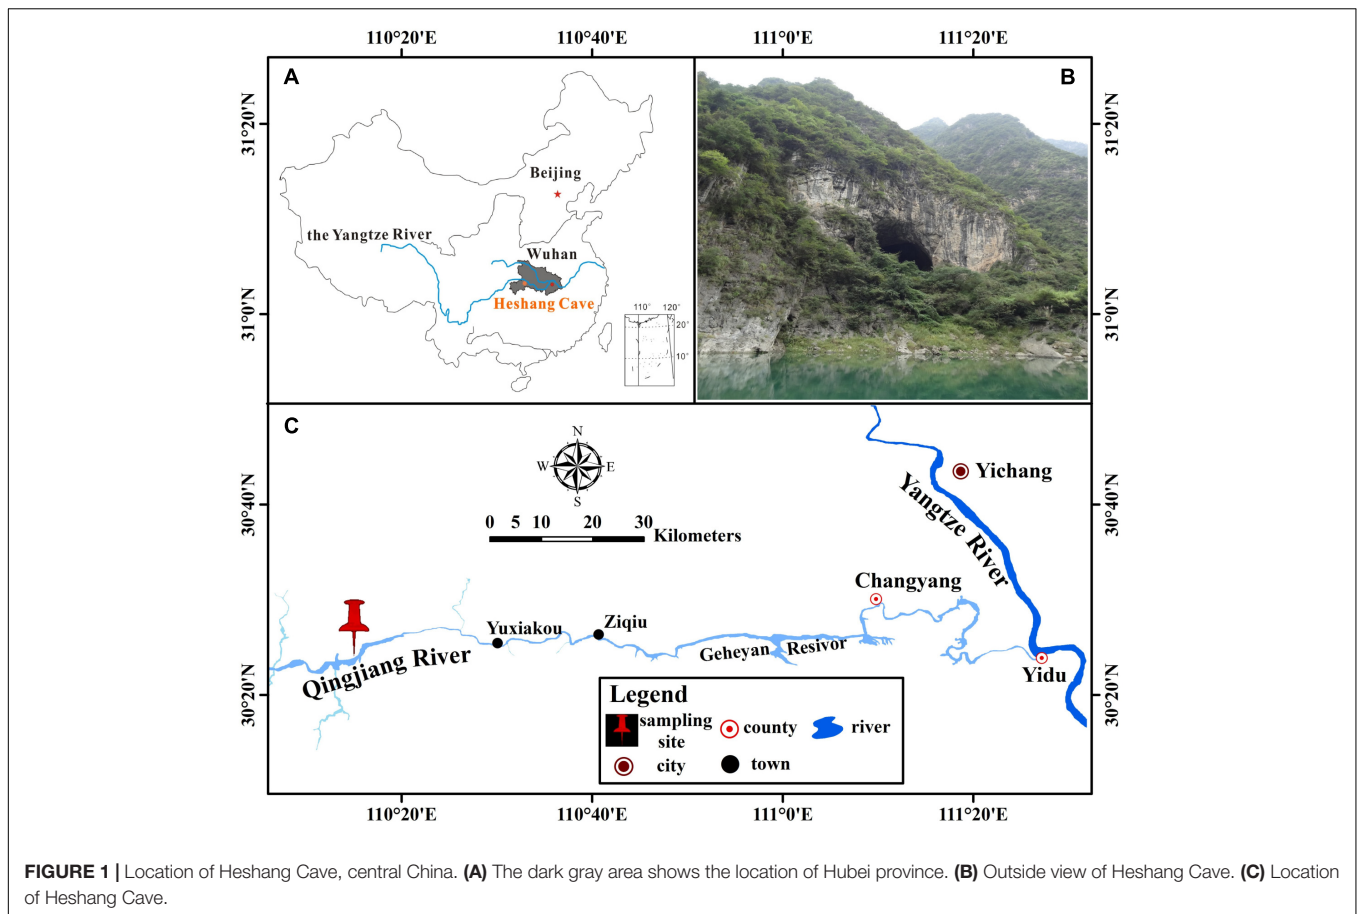 110°20'E 110°40'E 111°0'E 111°20'E
31°20'N
31°0'N
30°40'N
30°20'N
31°20'N
31°0'N
30°40'N
30°20'N
A
Beijing
the Yangtze River
Wuhan
Heshang Cave
110° 120°
20°
10°
B
C
N
W E
S
0 5 10 20 30
Kilometers
Yichang
Yangtze River
Changyang
Ziqiu
Yuxiakou
Geheyan Resivor
Qingjiang River
Yidu
Legend
sampling site
county
river
city
town
110°20'E 110°40'E 111°0'E 111°20'E
FIGURE 1 | Location of Heshang Cave, central China. (A) The dark gray area shows the location of Hubei province. (B) Outside view of Heshang Cave. (C) Location
of Heshang Cave.